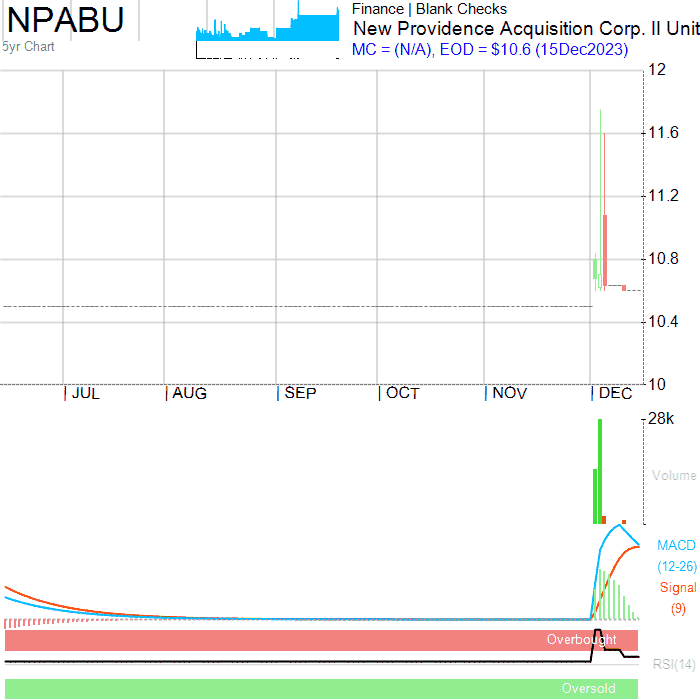 NPABU
5yr Chart
Finance | Blank Checks
New Providence Acquisition Corp. II Unit
MC = (N/A), EOD = $10.6 (15Dec2023)
12
11.6
11.2
10.8
10.4
10
JUL AUG SEP OCT NOV DEC
28k
Volume
MACD
(12-26)
Signal
(9)
Overbought
RSI(14)
Oversold